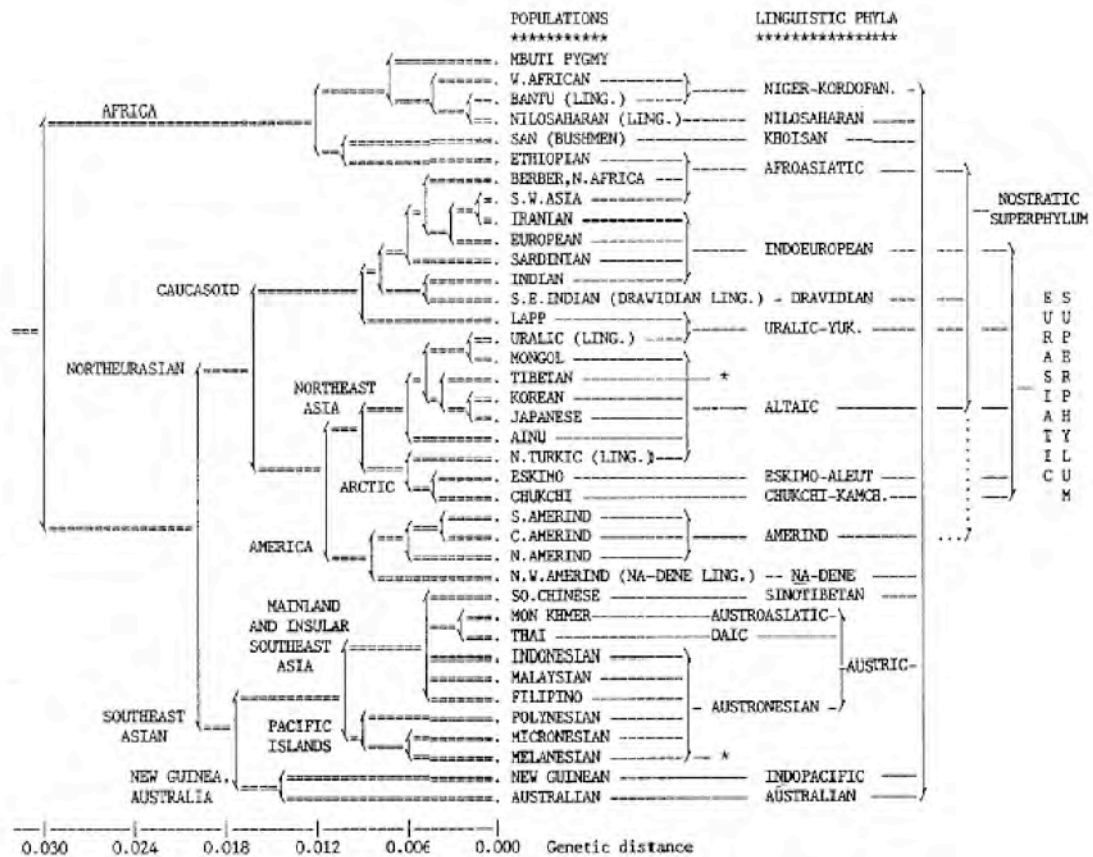 POPULATIONS LINGUISTIC PHYLA
*********** ****************
MBUTI PYGMY
W.AFRICAN
NIGER-KORDOFAN.
BANTU (LING.)
AFRICA
NILOSAHARAN (LING.) NILOSAHARAN
SAN (BUSHMEN) KHOISAN
ETHIOPIAN
AFROASIATIC
BERBER,N.AFRICA
S.W.ASIA
NOSTRATIC
IRANIAN
SUPERPHYLUM
EUROPEAN
INDOEUROPEAN
SARDINIAN
INDIAN
CAUCASOID
S.E.INDIAN (DRAWIDIAN LING.) - DRAVIDIAN
LAPP
URALIC-YUK.
URALIC (LING.)
MONGOL
NORTHEURASIAN
TIBETAN *
NORTHEAST
ASIA
KOREAN
JAPANESE
ALTAIC
AINU
N.TURKIC (LING.)
ARCTIC
ESKIMO ESKIMO-ALEUT
CHUKCHI CHUKCHI-KAMCH.
EURASIATIC
SUPERPHYLUM
S.AMERIND
C.AMERIND AMERIND
AMERICA
N.AMERIND
N.W.AMERIND (NA-DENE LING.) -- NA-DENE
SO.CHINESE SINOTIBETAN
MAINLAND
AND INSULAR
SOUTHEAST
ASIA
MON KHMER AUSTROASIATIC
THAI DAIC
INDONESIAN
AUSTRIC
MALAYSIAN
FILIPINO
AUSTRONESIAN
SOUTHEAST
ASIAN
POLYNESIAN
PACIFIC
ISLANDS
MICRONESIAN
MELANESIAN *
NEW GUINEA,
AUSTRALIA
NEW GUINEAN INDOPACIFIC
AUSTRALIAN AUSTRALIAN
0.030 0.024 0.018 0.012 0.006 0.000 Genetic distance